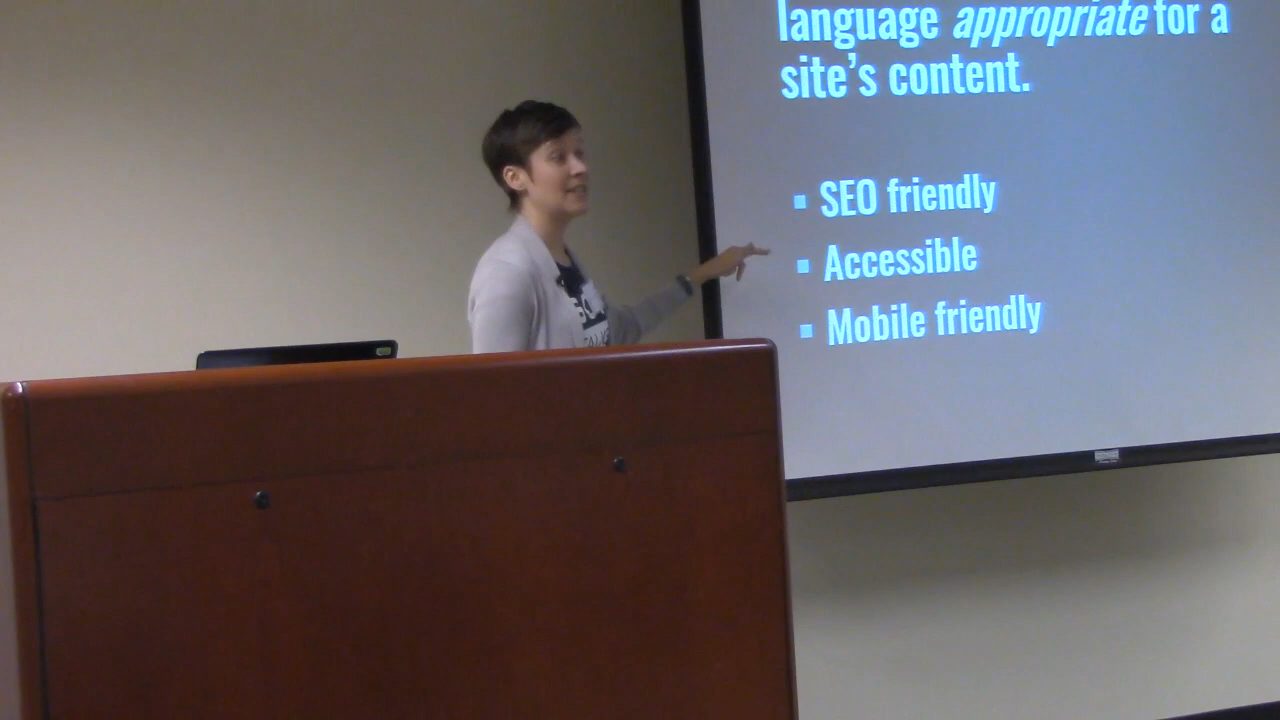 language appropriate for a
site's content.
▪ SEO friendly
▪ Accessible
▪ Mobile friendly